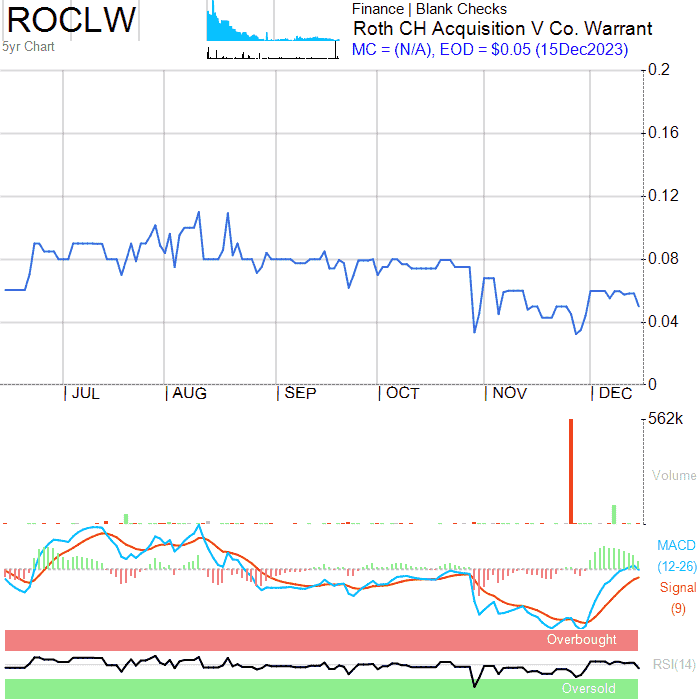 ROCLW
5yr Chart
Finance | Blank Checks
Roth CH Acquisition V Co. Warrant
MC = (N/A), EOD = $0.05 (15Dec2023)
0.2
0.16
0.12
0.08
0.04
0
JUL
AUG
SEP
OCT
NOV
DEC
562k
Volume
MACD
(12-26)
Signal
(9)
Overbought
RSI(14)
Oversold